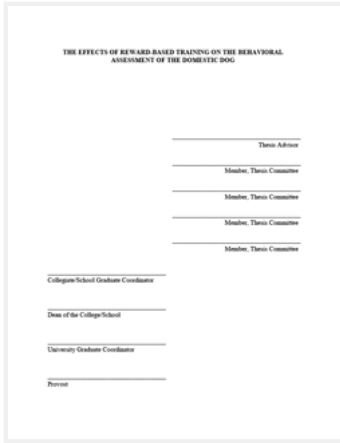 THE EFFECTS OF REWARD-BASED TRAINING ON THE BEHAVIORAL
ASSESSMENT OF THE DOMESTIC DOG
Thesis Advisor
Member, Thesis Committee
Member, Thesis Committee
Member, Thesis Committee
Member, Thesis Committee
Collegiate/School Graduate Coordinator
Dean of the College/School
University Graduate Coordinator
Provost